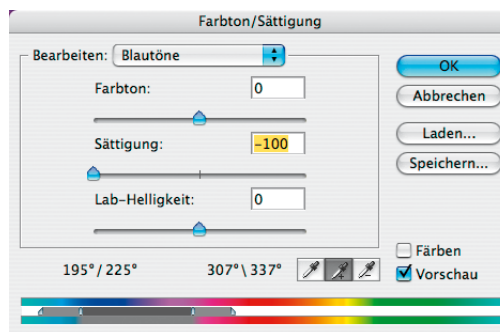 Farbton/Sättigung
Bearbeiten: Blautöne
OK
Farbton: 0
Abbrechen
Sättigung: -100
Laden...
Speichern...
Lab-Helligkeit: 0
Färben
195°/225° 307°\337°
Vorschau